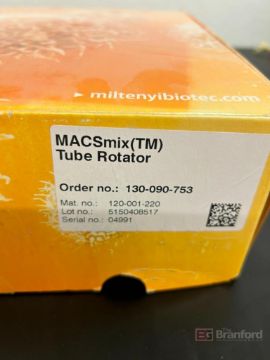 miltenyibiotec.com
MACSmix(TM)
Tube Rotator
Order no.: 130-090-753
Mat. no.: 120-001-220
Lot no.: 5150408517
Serial no.: 04991
Branford